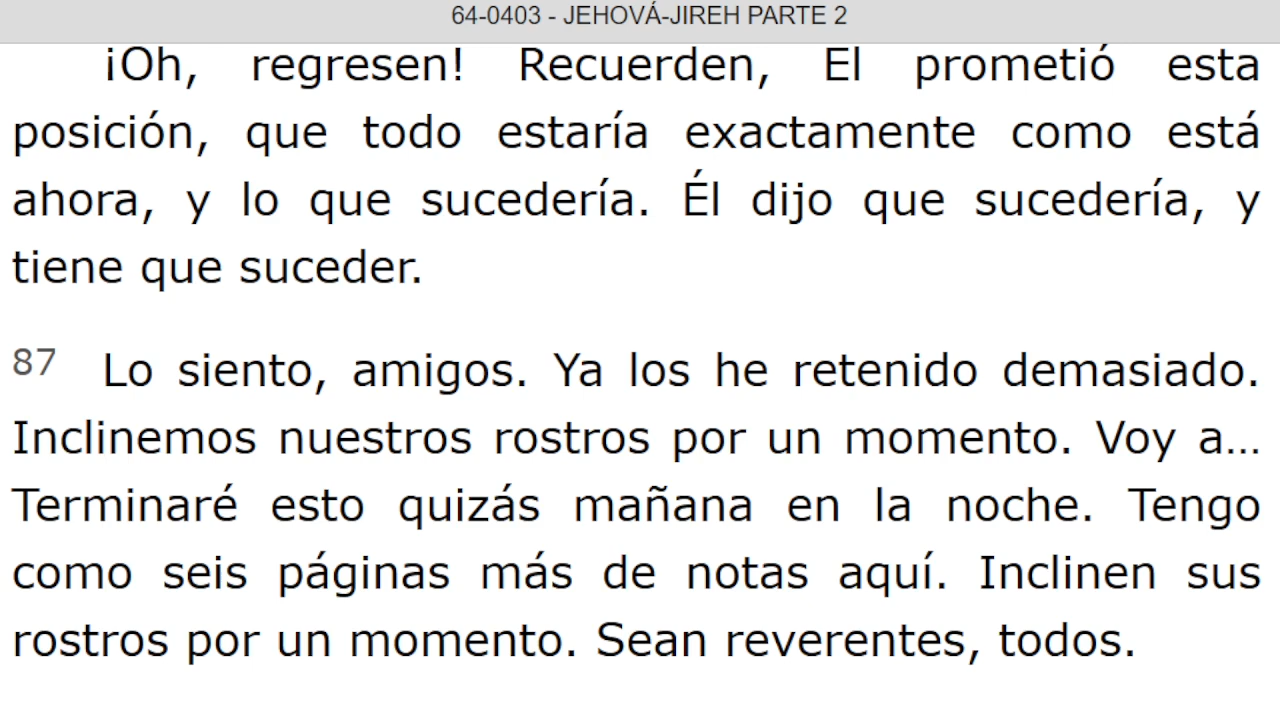 64-0403 - JEHOVÁ-JIREH PARTE 2
¡Oh, regresen! Recuerden, El prometió esta
posición, que todo estaría exactamente como está
ahora, y lo que sucedería. Él dijo que sucedería, y
tiene que suceder.
87 Lo siento, amigos. Ya los he retenido demasiado.
Inclinemos nuestros rostros por un momento. Voy a...
Terminaré esto quizás mañana en la noche. Tengo
como seis páginas más de notas aquí. Inclinen sus
rostros por un momento. Sean reverentes, todos.